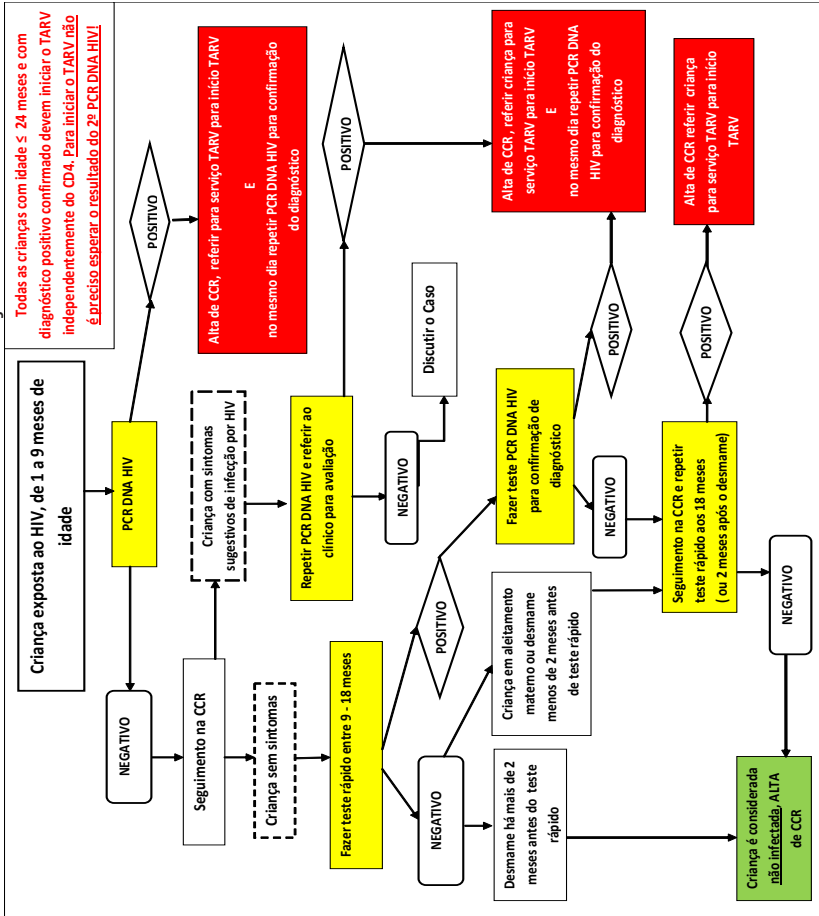 Todas as crianças com idade ≤ 24 meses e com
diagnóstico positivo confirmado devem iniciar o TARV
independentemente do CD4. Para iniciar o TARV não
é preciso esperar o resultado do 2º PCR DNA HIV!
Criança exposta ao HIV, de 1 a 9 meses de
idade
PCR DNA HIV
POSITIVO
Alta de CCR, referir para serviço TARV para início TARV
E
no mesmo dia repetir PCR DNA HIV para confirmação
do diagnóstico
NEGATIVO
Seguimento na CCR
Criança com sintomas
sugestivos de infecção por HIV
Repetir PCR DNA HIV e referir ao
clínico para avaliação
POSITIVO
NEGATIVO
Discutir o Caso
Criança sem sintomas
Fazer teste rápido entre 9 - 18 meses
POSITIVO
Fazer teste PCR DNA HIV
para confirmação de
diagnóstico
POSITIVO
Alta de CCR, referir criança para
serviço TARV para início TARV
E
no mesmo dia repetir PCR DNA
HIV para confirmação do
diagnóstico
NEGATIVO
NEGATIVO
Criança em aleitamento
materno ou desmame
menos de 2 meses antes
de teste rápido
Desmame há mais de 2
meses antes do teste
rápido
Seguimento na CCR e repetir
teste rápido aos 18 meses
( ou 2 meses após o desmame)
POSITIVO
Alta de CCR referir criança
para serviço TARV para início
TARV
NEGATIVO
Criança é considerada
não infectada, ALTA
de CCR